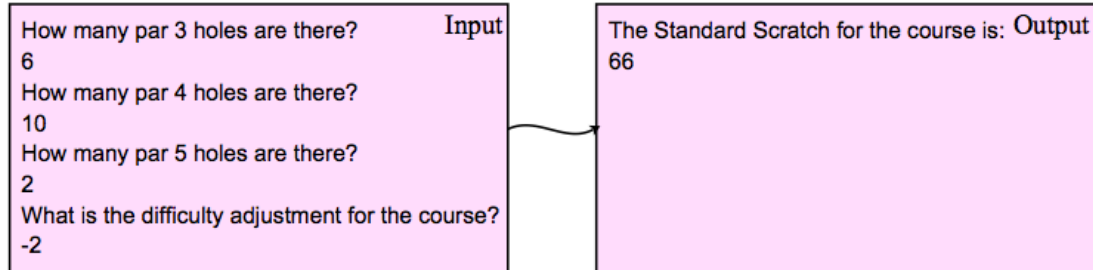 Input
How many par 3 holes are there?
6
How many par 4 holes are there?
10
How many par 5 holes are there?
2
What is the difficulty adjustment for the course?
-2
Output
The Standard Scratch for the course is:
66